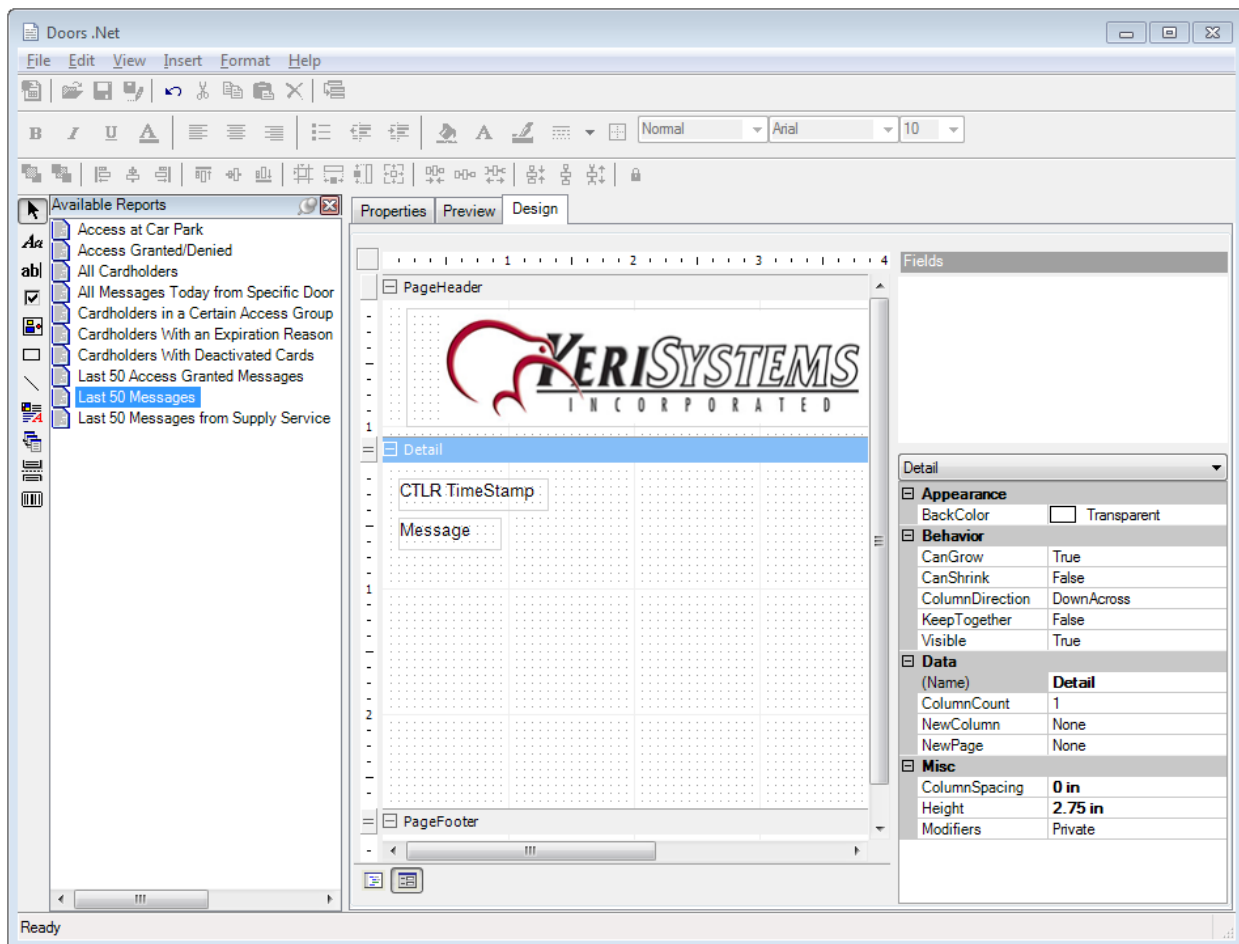 Doors .Net
File Edit View Insert Format Help
B I U A A Normal Arial 10
Available Reports
Properties Preview Design
Aa
ab
Access at Car Park
Access Granted/Denied
All Cardholders
All Messages Today from Specific Door
Cardholders in a Certain Access Group
Cardholders With an Expiration Reason
Cardholders With Deactivated Cards
Last 50 Access Granted Messages
Last 50 Messages
Last 50 Messages from Supply Service
1 2 3 4
PageHeader
KERISYSTEMS
INCORPORATED
1
Detail
CTLR TimeStamp
Message
1
2
PageFooter
Fields
Detail
Appearance
BackColor Transparent
Behavior
CanGrow True
CanShrink False
ColumnDirection DownAcross
KeepTogether False
Visible True
Data
(Name) Detail
ColumnCount 1
NewColumn None
NewPage None
Misc
ColumnSpacing 0 in
Height 2.75 in
Modifiers Private
Ready